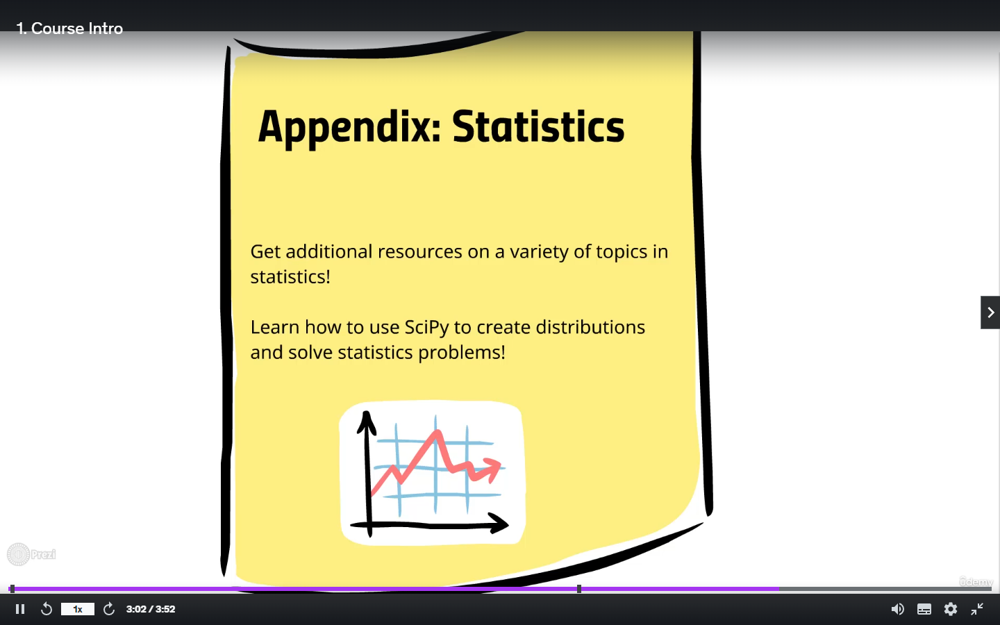 1. Course Intro
Appendix: Statistics
Get additional resources on a variety of topics in
statistics!
Learn how to use SciPy to create distributions
and solve statistics problems!
Prezi
ûdemy
1x
3:02 / 3:52